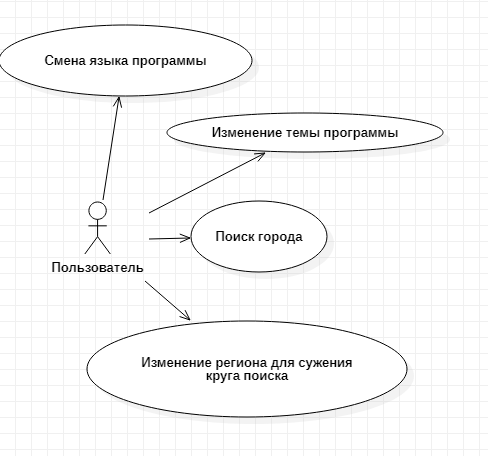 Смена языка программы
Изменение темы программы
Поиск города
Пользователь
Изменение региона для сужения
круга поиска